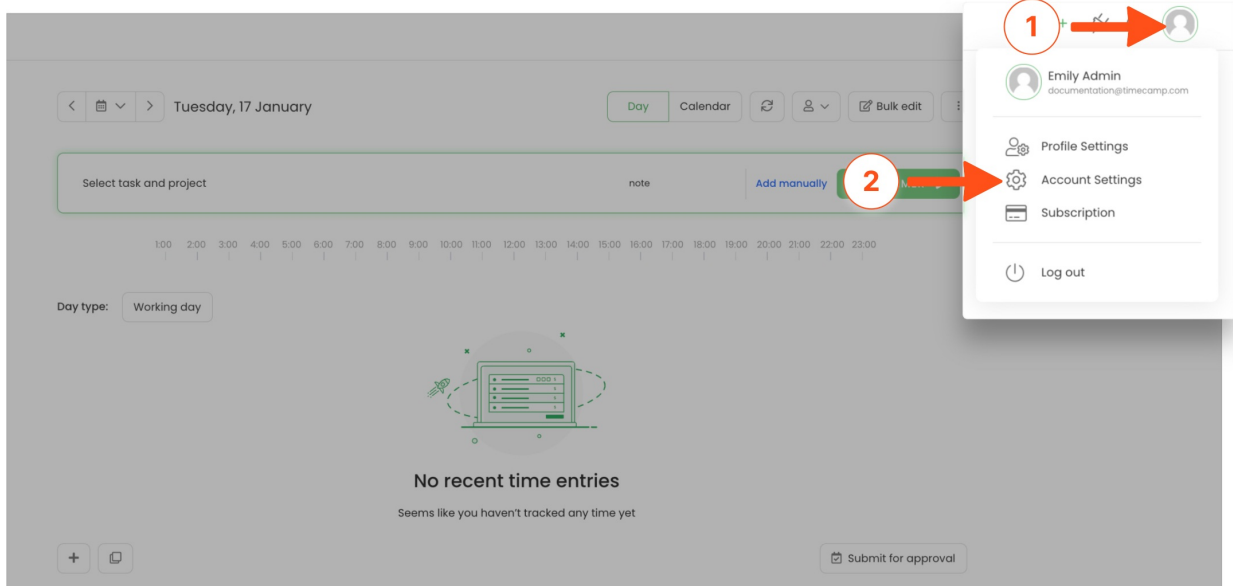 1
Emily Admin
documentation@timecamp.com
Tuesday, 17 January
Day Calendar
Bulk edit
Profile Settings
Select task and project
note
Add manually
2
Account Settings
Subscription
1:00 2:00 3:00 4:00 5:00 6:00 7:00 8:00 9:00 10:00 11:00 12:00 13:00 14:00 15:00 16:00 17:00 18:00 19:00 20:00 21:00 22:00 23:00
Log out
Day type: Working day
No recent time entries
Seems like you haven't tracked any time yet
Submit for approval